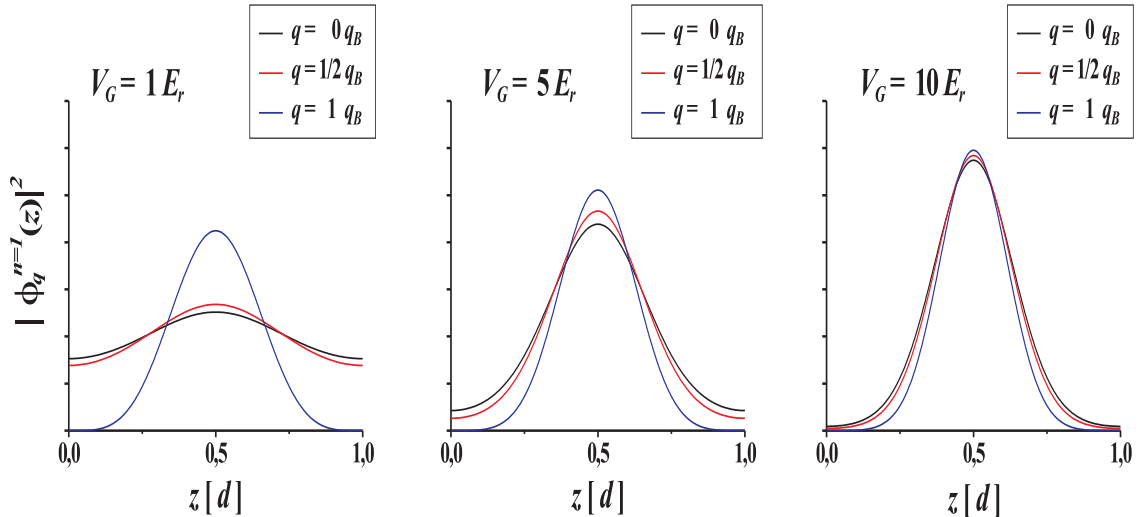 V_G = 1 E_r
q = 0 q_B
q = 1/2 q_B
q = 1 q_B
V_G = 5 E_r
q = 0 q_B
q = 1/2 q_B
q = 1 q_B
V_G = 10 E_r
q = 0 q_B
q = 1/2 q_B
q = 1 q_B
| ϕ_q^{n=1}(z)|^2
0,0 0,5 1,0
0,0 0,5 1,0
0,0 0,5 1,0
z [d]
z [d]
z [d]